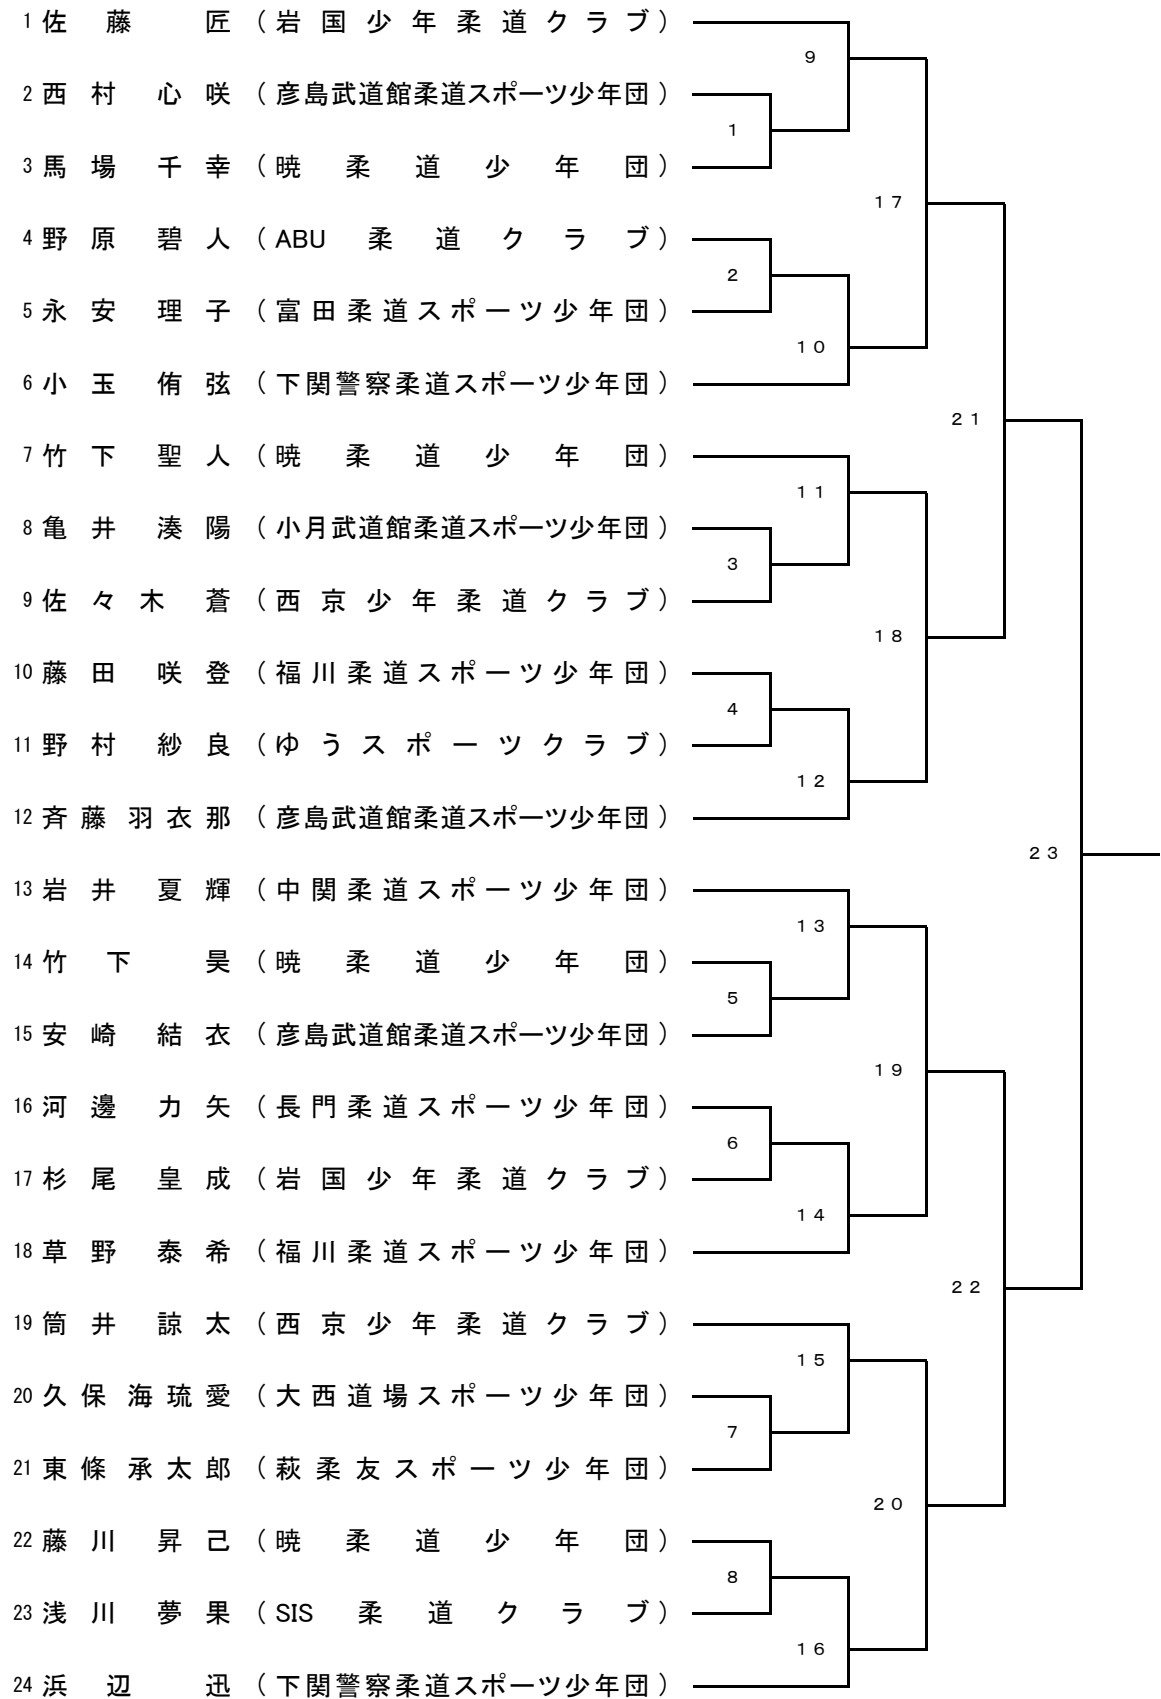 1 佐藤 匠 （岩国少年柔道クラブ）
9
2 西村 心咲 （彦島武道館柔道スポーツ少年団）
1
3 馬場 千幸 （暁柔道少年団）
17
4 野原 碧人 （ABU柔道クラブ）
2
5 永安 理子 （富田柔道スポーツ少年団）
10
6 小玉 侑弦 （下関警察柔道スポーツ少年団）
21
7 竹下 聖人 （暁柔道少年団）
11
8 亀井 湊陽 （小月武道館柔道スポーツ少年団）
3
9 佐々木 蒼 （西京少年柔道クラブ）
18
10 藤田 咲登 （福川柔道スポーツ少年団）
4
11 野村 紗良 （ゆうスポーツクラブ）
12
12 斉藤 羽衣那 （彦島武道館柔道スポーツ少年団）
23
13 岩井 夏輝 （中関柔道スポーツ少年団）
13
14 竹下 昊 （暁柔道少年団）
5
15 安崎 結衣 （彦島武道館柔道スポーツ少年団）
19
16 河邊 力矢 （長門柔道スポーツ少年団）
6
17 杉尾 皇成 （岩国少年柔道クラブ）
14
18 草野 泰希 （福川柔道スポーツ少年団）
22
19 筒井 諒太 （西京少年柔道クラブ）
15
20 久保 海琉愛 （大西道場スポーツ少年団）
7
21 東條 承太郎 （萩柔友スポーツ少年団）
20
22 藤川 昇己 （暁柔道少年団）
8
23 浅川 夢果 （SIS柔道クラブ）
16
24 浜辺 迅 （下関警察柔道スポーツ少年団）